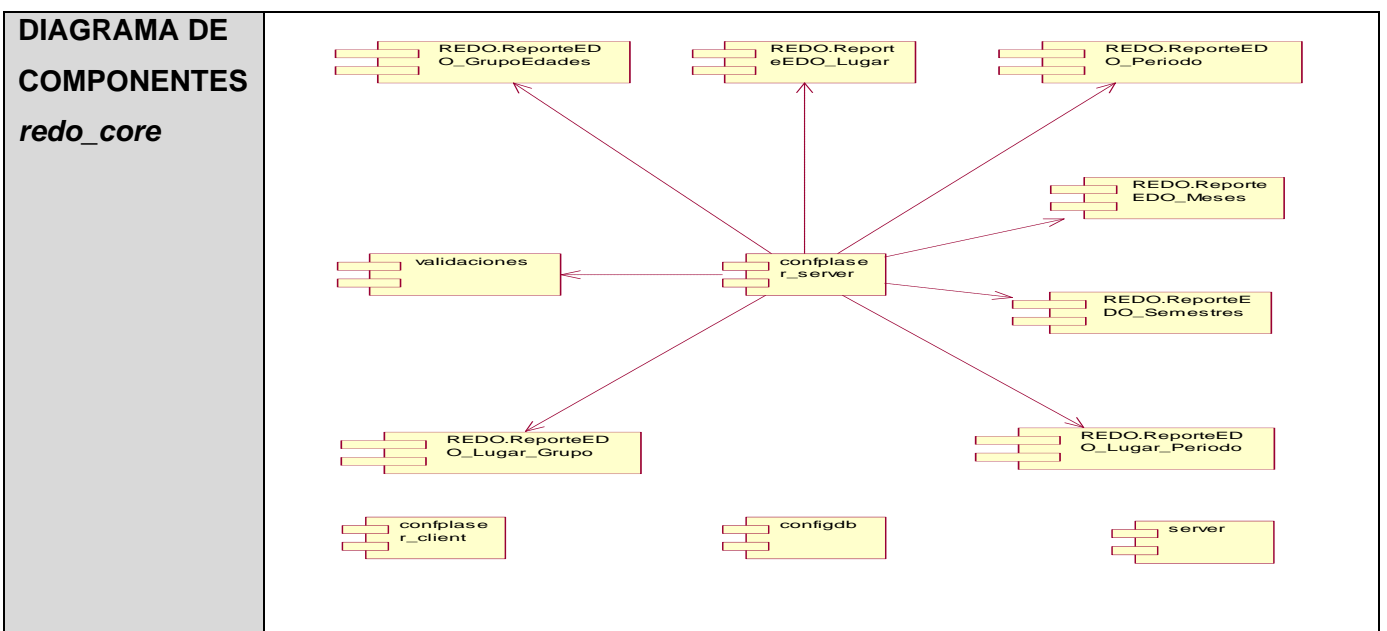 DIAGRAMA DE
COMPONENTES
redo_core
REDO.ReporteED
O_GrupoEdades
REDO.Report
eEDO_Lugar
REDO.ReporteED
O_Periodo
REDO.Reporte
EDO_Meses
validaciones
confplase
r_server
REDO.ReporteE
DO_Semestres
REDO.ReporteED
O_Lugar_Grupo
REDO.ReporteED
O_Lugar_Periodo
confplase
r_client
configdb
server